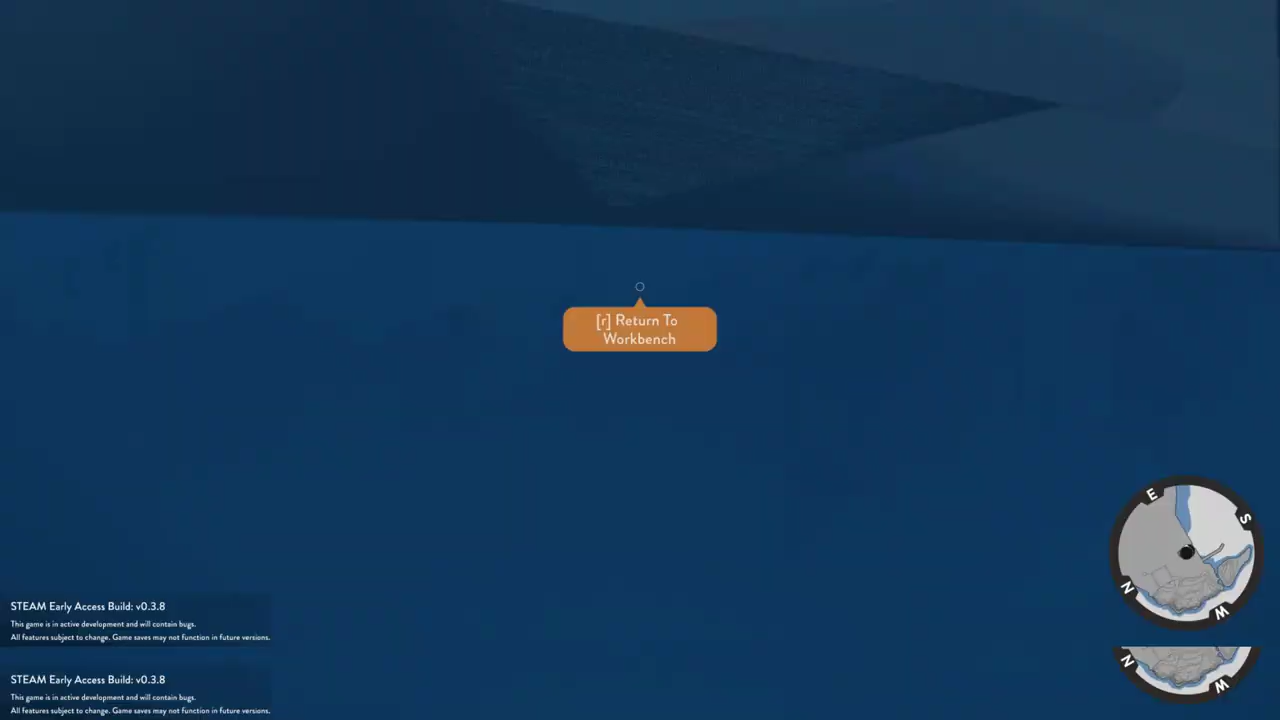 [r] Return To
Workbench
E
S
N
W
STEAM Early Access Build: v0.3.8
This game is in active development and will contain bugs.
All features subject to change. Game saves may not function in future versions.
N
W
STEAM Early Access Build: v0.3.8
This game is in active development and will contain bugs.
All features subject to change. Game saves may not function in future versions.